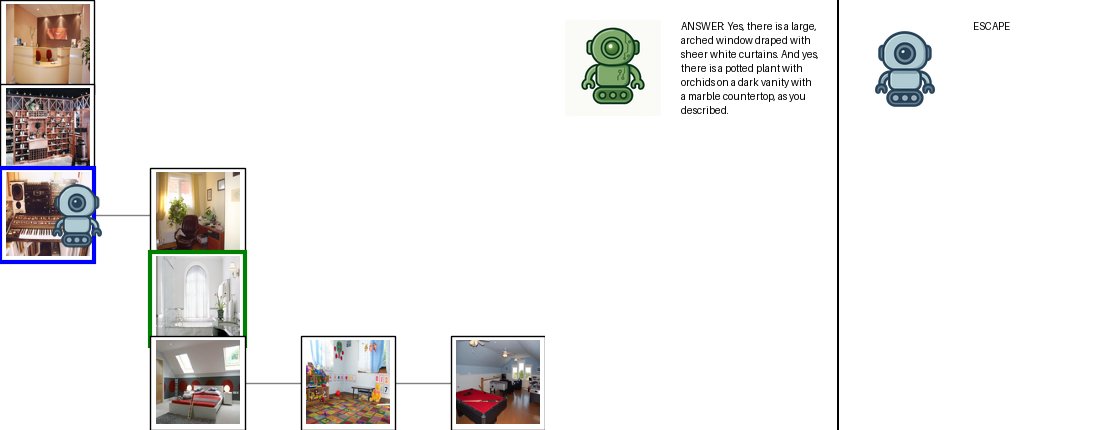 ANSWER: Yes, there is a large,
arched window draped with
sheer white curtains. And yes,
there is a potted plant with
orchids on a dark vanity with
a marble countertop, as you
described.
ESCAPE